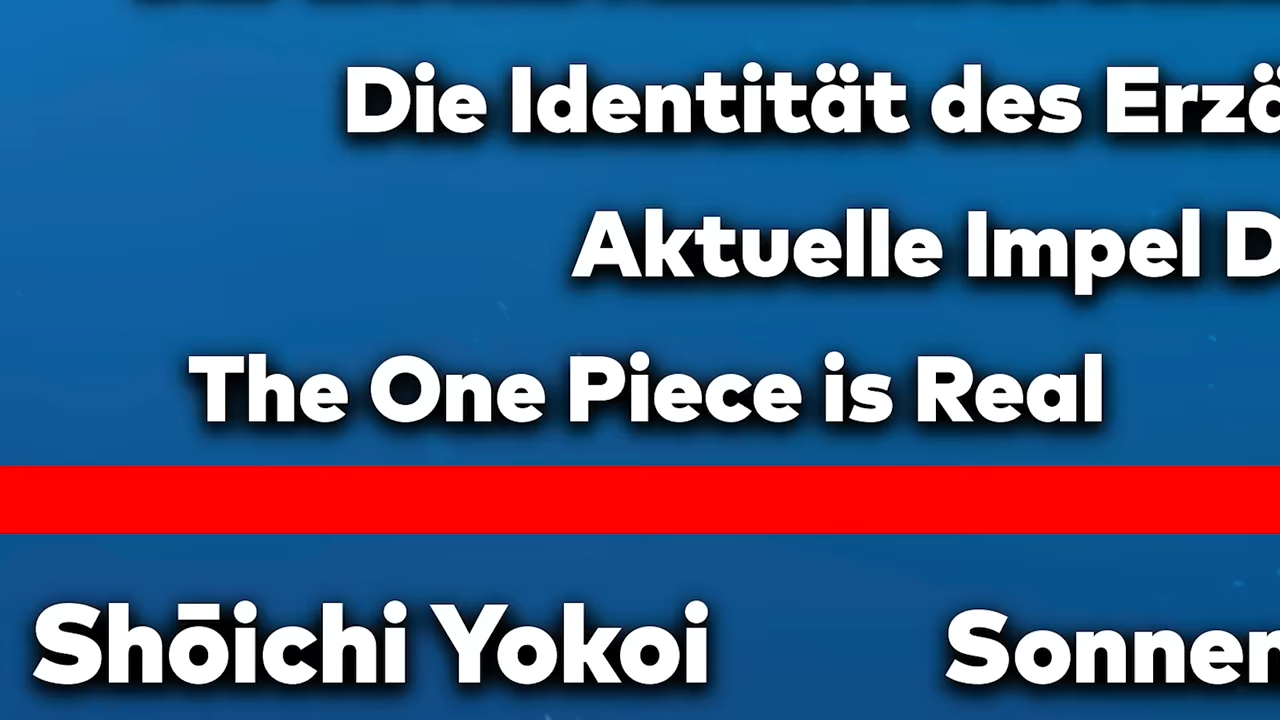 Die Identität des
Aktuelle Impel
The One Piece is Real
Shōichi Yokoi